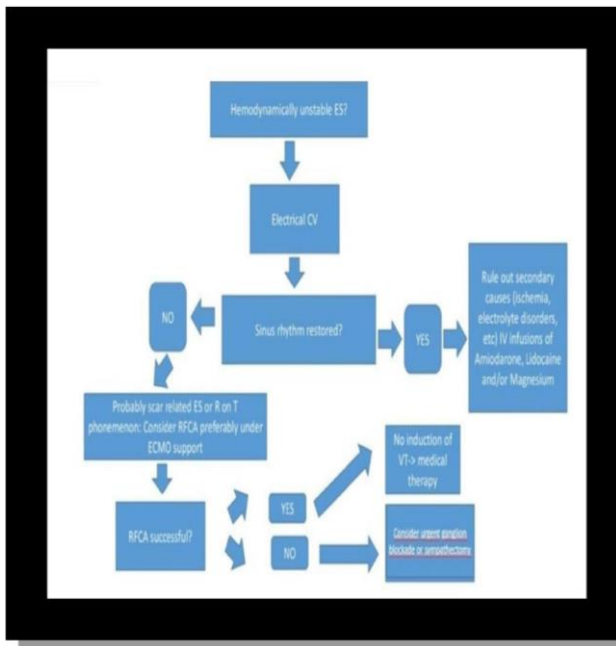 Hemodynamically unstable ES?
Electrical CV
Sinus rhythm restored?
NO
YES
Rule out secondary
causes (ischemia,
electrolyte disorders,
etc) IV infusions of
Amiodarone, Lidocaine
and/or Magnesium
Probably scar related ES or R on T
phonemenon: Consider RFCA preferably under
ECMO support
RFCA successful?
YES
No induction of
VT-> medical
therapy
NO
Consider urgent ganglion
blockade or sampathectomy